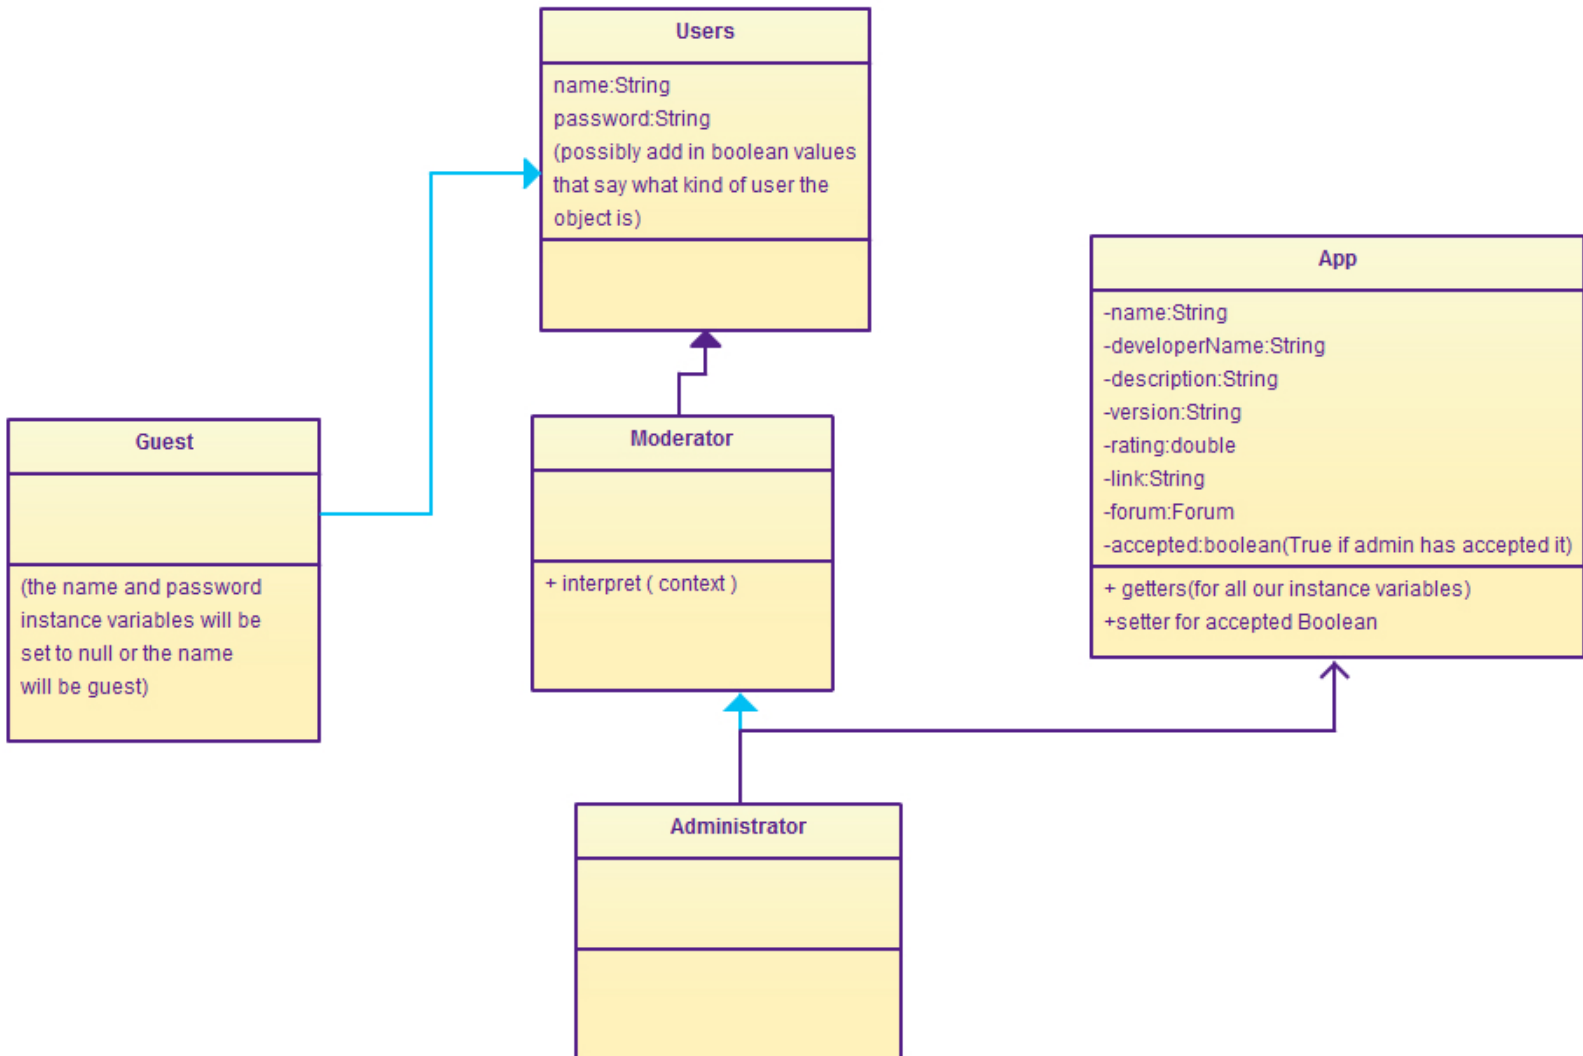 Users
name:String
password:String
(possibly add in boolean values
that say what kind of user the
object is)
App
-name:String
-developerName:String
-description:String
-version:String
-rating:double
-link:String
-forum:Forum
-accepted:boolean(True if admin has accepted it)
+ getters(for all our instance variables)
+setter for accepted Boolean
Guest
(the name and password
instance variables will be
set to null or the name
will be guest)
Moderator
+ interpret ( context )
Administrator